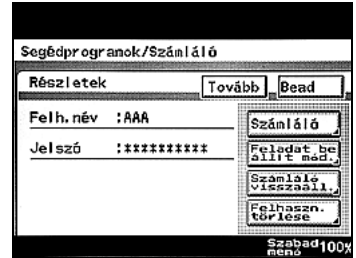 Segédprogramok/Számláló
Részletek
Tovább
Bead
Felh.név :AAA
Jelszó :**********
Számláló
Feladat be
állít mód.
Számláló
visszaáll.
Felhaszn.
törlése
Szabad
menó 100%